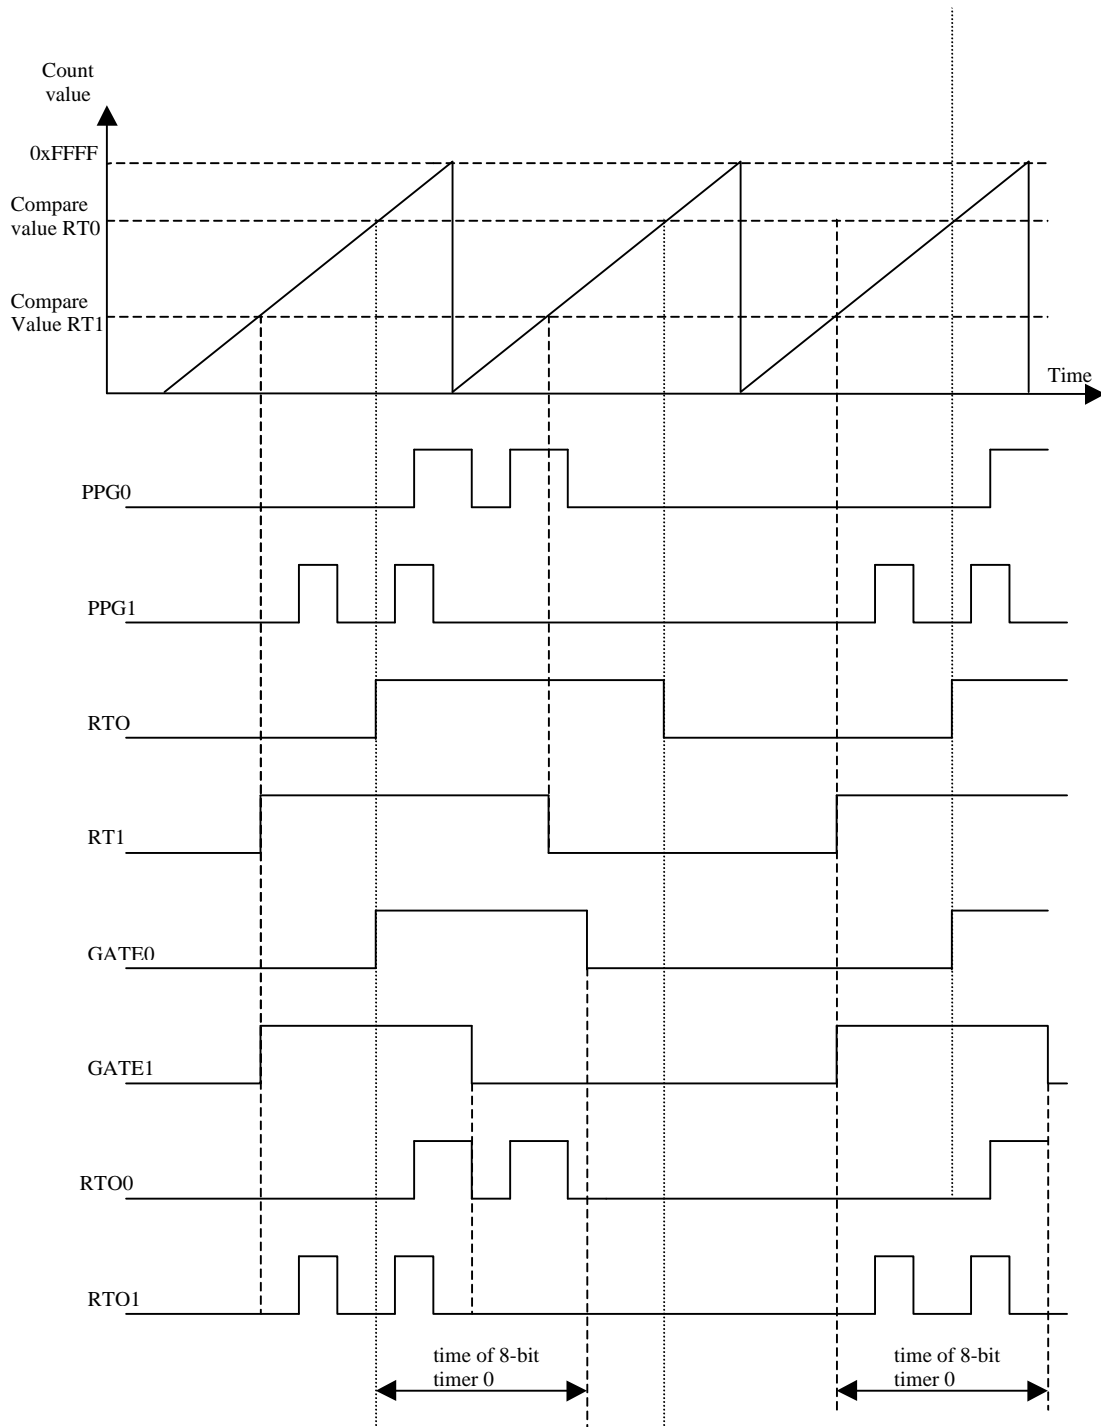 Count
value
0xFFFF
Compare
value RT0
Compare
Value RT1
Time
PPG0
PPG1
RTO
RT1
GATE0
GATE1
RTO0
RTO1
time of 8-bit
timer 0
time of 8-bit
timer 0